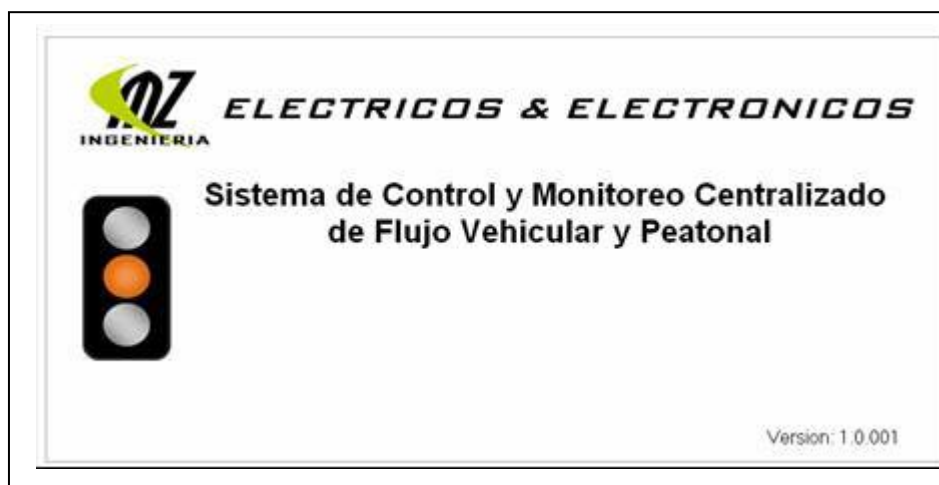 MZ
INGENIERIA
ELECTRICOS & ELECTRONICOS
Sistema de Control y Monitoreo Centralizado
de Flujo Vehicular y Peatonal
Version: 1.0.001